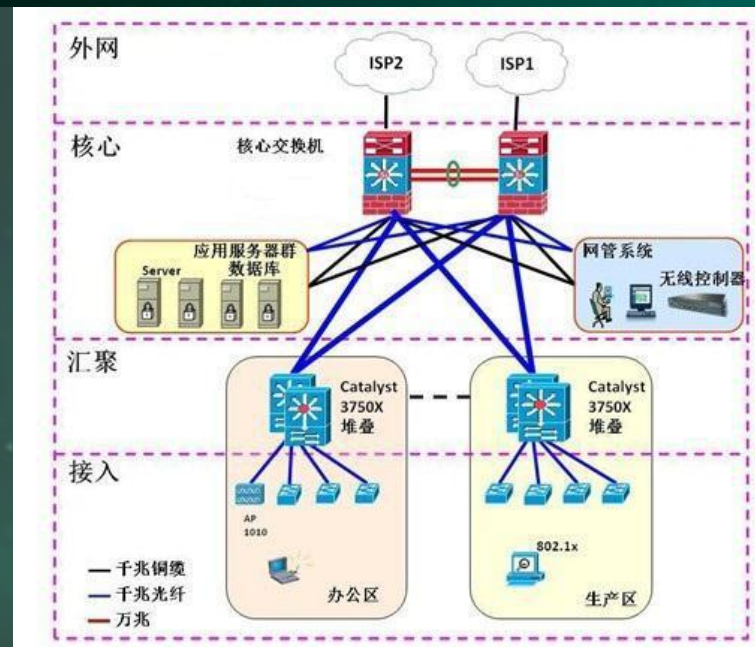 外网
ISP2
ISP1
核心
核心交换机
应用服务器群
数据库
Server
网管系统
无线控制器
汇聚
Catalyst
3750X
堆叠
Catalyst
3750X
堆叠
接入
AP
1010
802.1x
办公区
生产区
千兆铜缆
千兆光纤
万兆